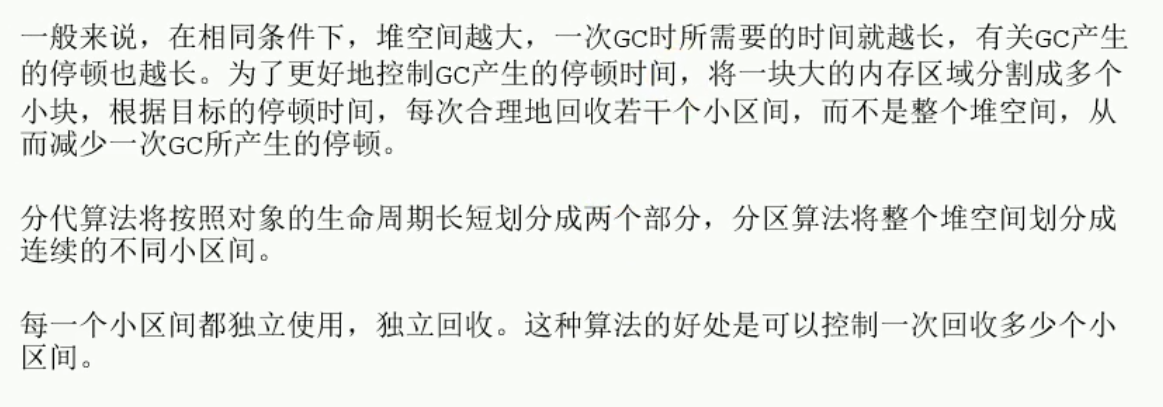 一般来说，在相同条件下，堆空间越大，一次GC时所需要的时间就越长，有关GC产生
的停顿也越长。为了更好地控制GC产生的停顿时间，将一块大的内存区域分割成多个
小块，根据目标的停顿时间，每次合理地回收若干个小区间，而不是整个堆空间，从
而减少一次GC所产生的停顿。
分代算法将按照对象的生命周期长短划分成两个部分，分区算法将整个堆空间划分成
连续的不同小区间。
每一个小区间都独立使用，独立回收。这种算法的好处是可以控制一次回收多少个小
区间。